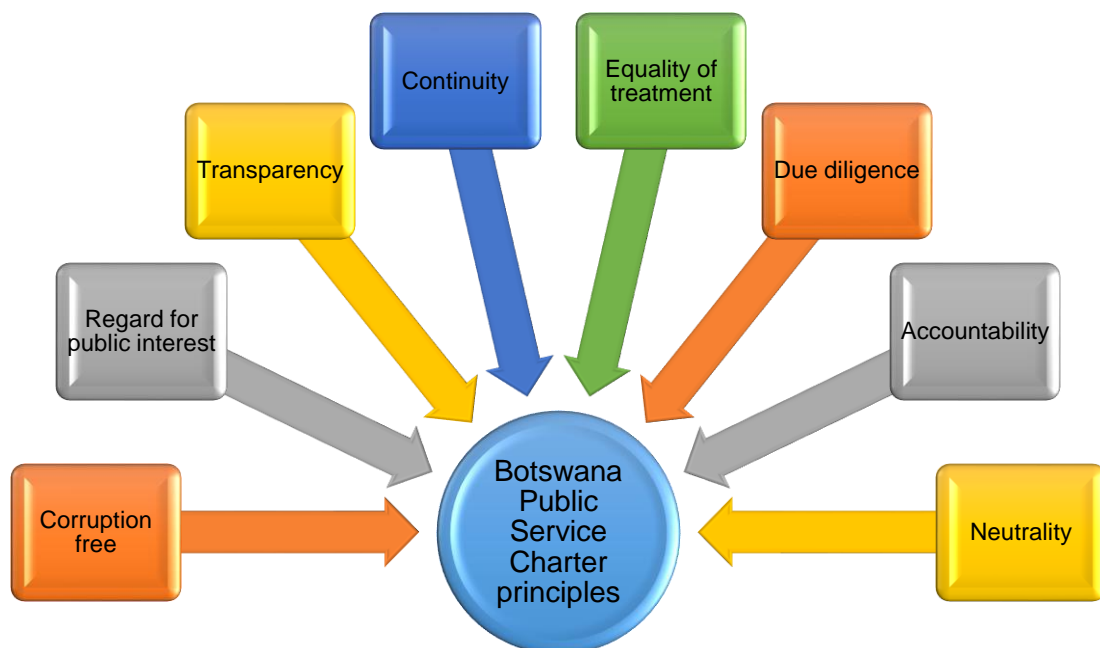 Continuity
Equality of
treatment
Transparency
Due diligence
Regard for
public interest
Accountability
Corruption
free
Botswana
Public
Service
Charter
principles
Neutrality